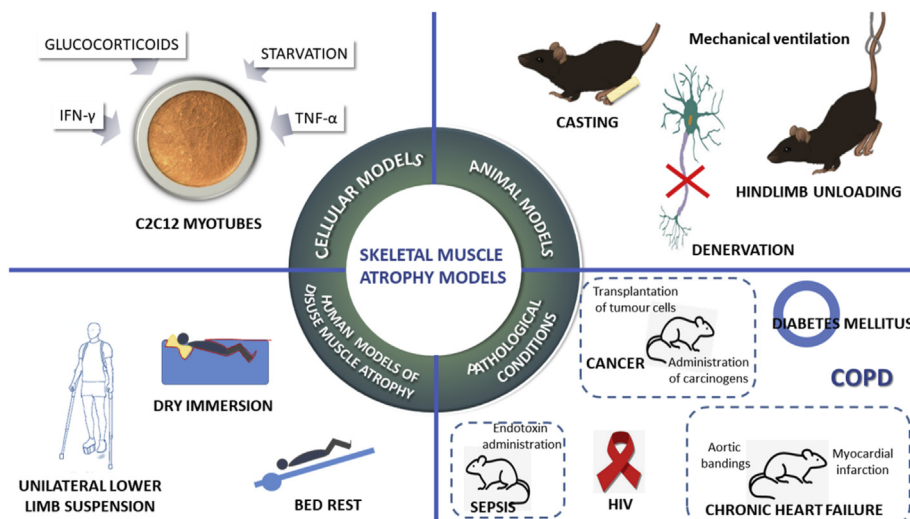 GLUCOCORTICOIDS
STARVATION
IFN-γ
TNF-α
C2C12 MYOTUBES
Mechanical ventilation
CASTING
HINDLIMB UNLOADING
DENERVATION
CELLULAR MODELS
ANIMAL MODELS
SKELETAL MUSCLE
ATROPHY MODELS
HUMAN MODELS OF
DISUSE MUSCLE ATROPHY
PATHOLOGICAL
CONDITIONS
DRY IMMERSION
UNILATERAL LOWER
LIMB SUSPENSION
BED REST
Transplantation
of tumour cells
CANCER
Administration
of carcinogens
DIABETES MELLITUS
COPD
Endotoxin
administration
SEPSIS
HIV
Aortic
bandings
Myocardial
infarction
CHRONIC HEART FAILURE